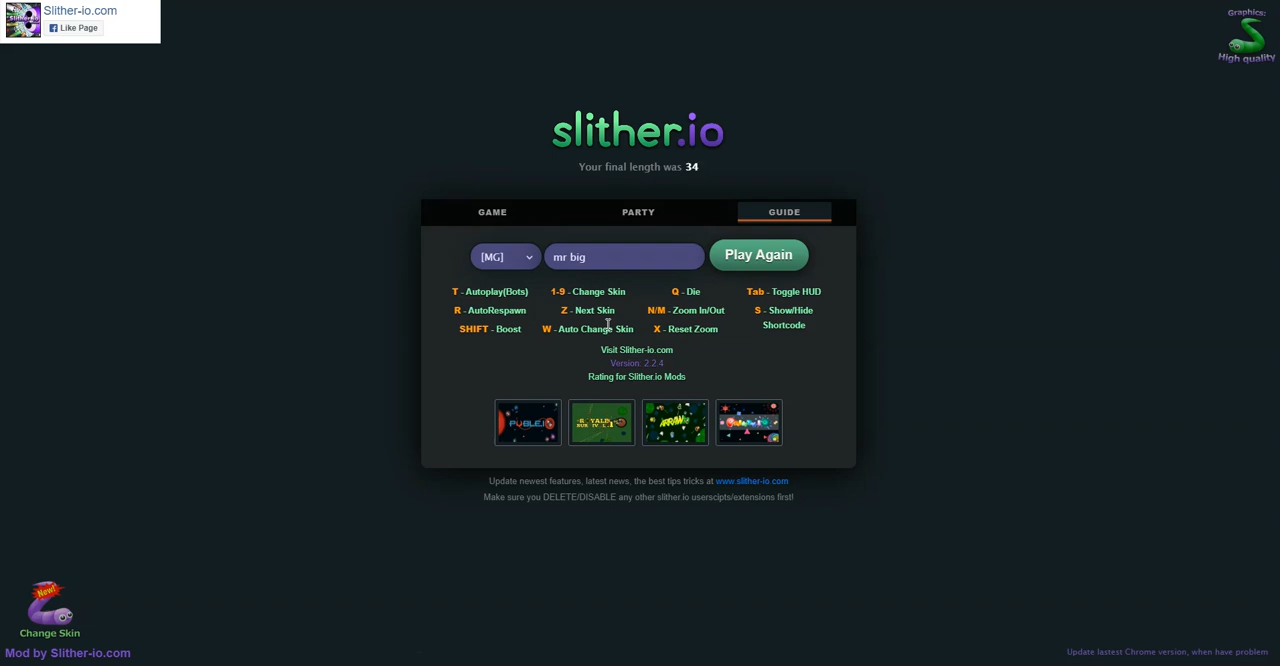 Slither-io.com
Like Page
Graphics:
High quality
slither.io
Your final length was 34
GAME PARTY GUIDE
[MG] mr big Play Again
T - Autoplay(Bots) 1-9 - Change Skin Q - Die Tab - Toggle HUD
R - AutoRespawn Z - Next Skin N/M - Zoom In/Out S - Show/Hide
Shortcode
SHIFT - Boost W - Auto Change Skin X - Reset Zoom
Visit Slither-io.com
Version: 2.2.4
Rating for Slither.io Mods
Update newest features, latest news, the best tips tricks at www.slither-io.com
Make sure you DELETE/DISABLE any other slither.io userscipts/extensions first!
New!
Change Skin
Mod by Slither-io.com
Update lastest Chrome version, when have problem